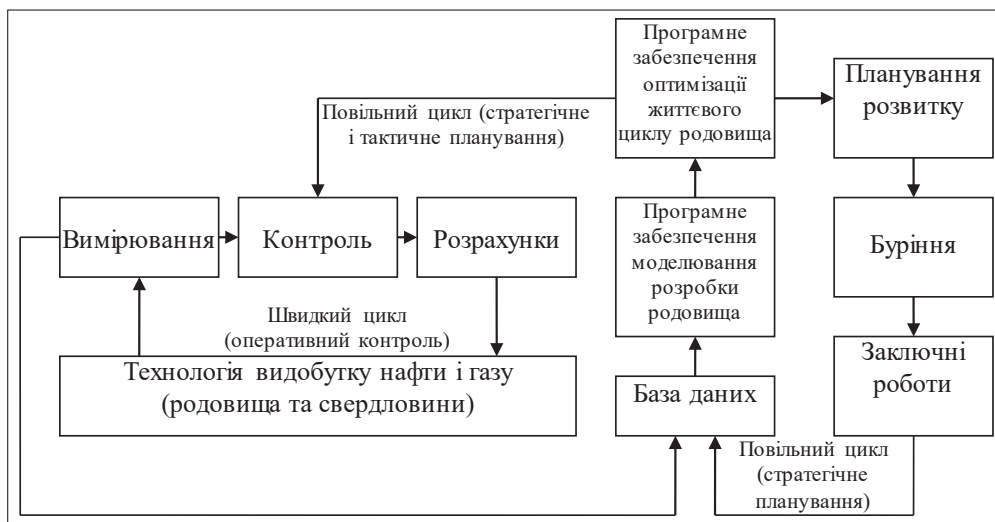 Програмне
забезпечення
оптимізації
життєвого
циклу родовища
Планування
розвитку
Повільний цикл (стратегічне
і тактичне планування)
Вимірювання
Контроль
Розрахунки
Програмне
забезпечення
моделювання
розробки
родовища
Буріння
Швидкий цикл
(оперативний контроль)
Технологія видобутку нафти і газу
(родовища та свердловини)
База даних
Заключні
роботи
Повільний цикл
(стратегічне
планування)